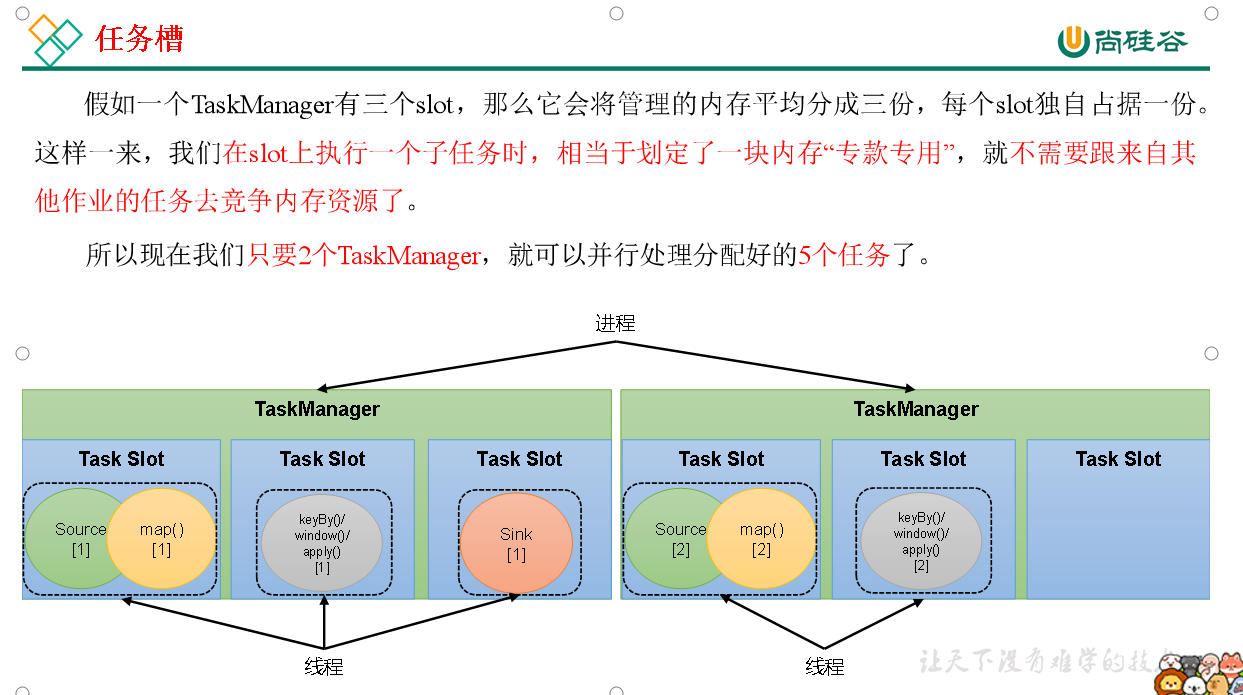 任务槽
尚硅谷
假如一个TaskManager有三个slot，那么它会将管理的内存平均分成三份，每个slot独自占据一份。
这样一来，我们在slot上执行一个子任务时，相当于划定了一块内存“专款专用”，就不需要跟来自其
他作业的任务去竞争内存资源了。
所以现在我们只要2个TaskManager，就可以并行处理分配好的5个任务了。
进程
TaskManager
TaskManager
Task Slot
Task Slot
Task Slot
Task Slot
Task Slot
Task Slot
Source
[1]
map()
[1]
keyBy()/
window()/
apply()
[1]
Sink
[1]
Source
[2]
map()
[2]
keyBy()/
window()/
apply()
[2]
线程
线程
让天下没有难学的技